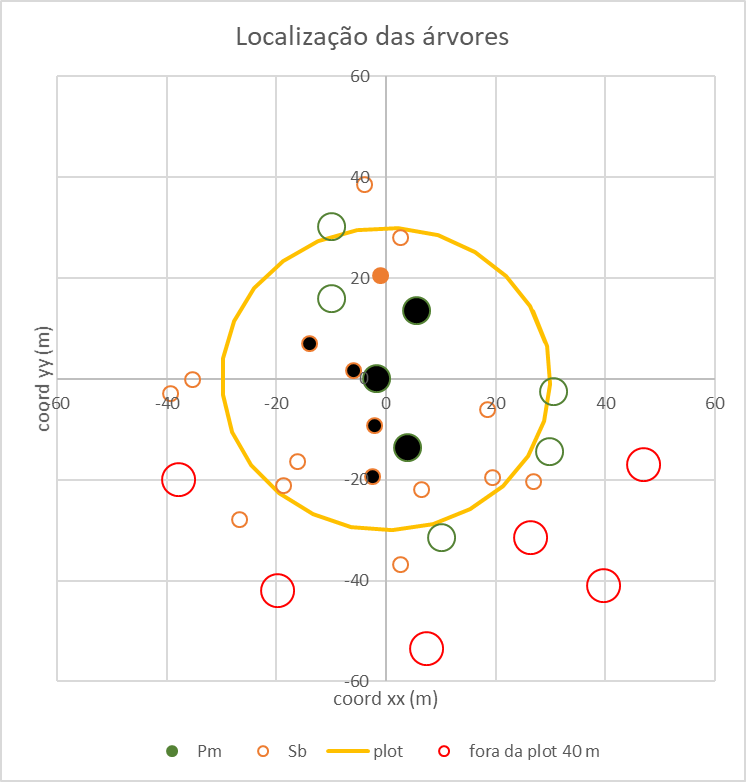 Localização das árvores
60
40
20
0
-60 -40 -20 0 20 40 60
-20
-40
-60
coord yy (m)
coord xx (m)
Pm Sb plot fora da plot 40 m